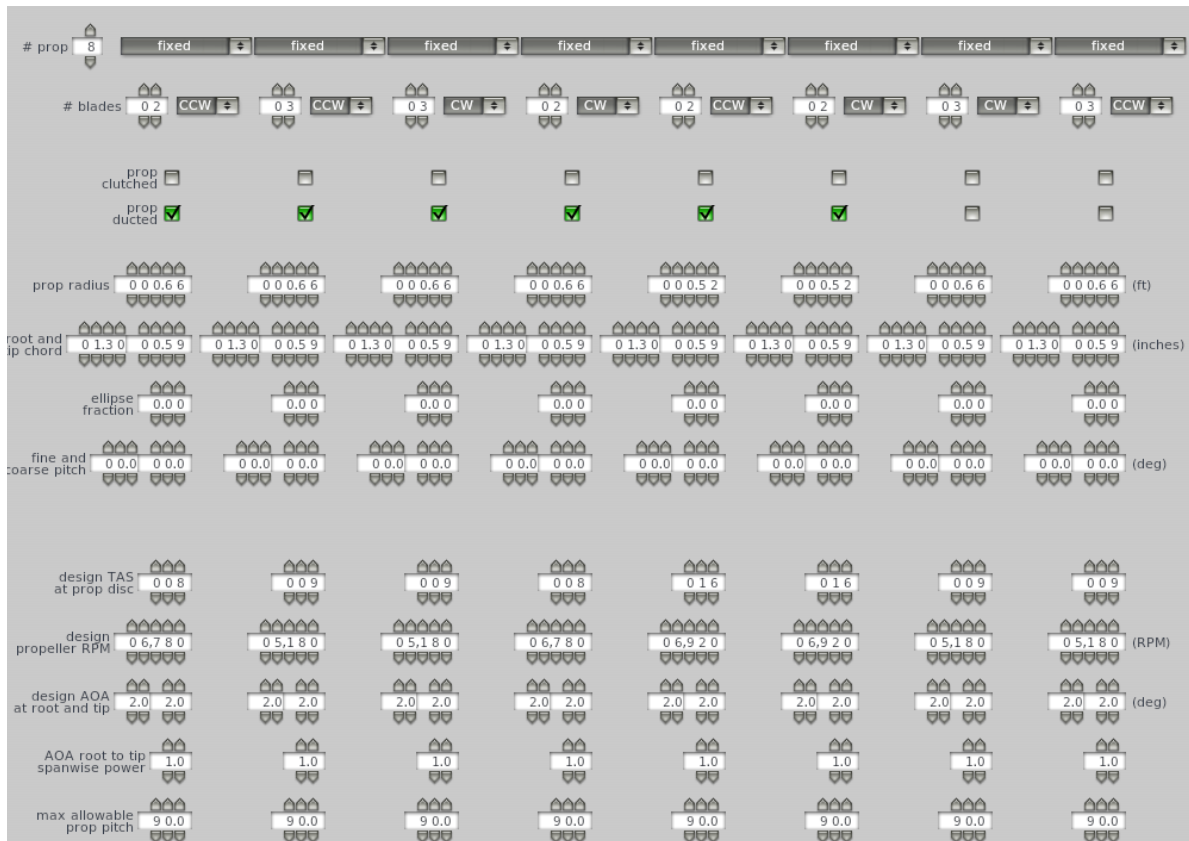 # prop 8 fixed fixed fixed fixed fixed fixed fixed fixed
# blades 0 2 CCW 0 3 CCW 0 3 CW 0 2 CW 0 2 CCW 0 2 CW 0 3 CW 0 3 CCW
prop
clutched
prop
ducted
prop radius 0 0 0.6 6 0 0 0.6 6 0 0 0.6 6 0 0 0.6 6 0 0 0.5 2 0 0 0.5 2 0 0 0.6 6 0 0 0.6 6 (ft)
root and
tip chord 0 1.3 0 0 0.5 9 0 1.3 0 0 0.5 9 0 1.3 0 0 0.5 9 0 1.3 0 0 0.5 9 0 1.3 0 0 0.5 9 0 1.3 0 0 0.5 9 0 1.3 0 0 0.5 9 0 1.3 0 0 0.5 9 (inches)
ellipse
fraction 0.0 0 0.0 0 0.0 0 0.0 0 0.0 0 0.0 0 0.0 0 0.0 0
fine and
coarse pitch 0 0.0 0 0.0 0 0.0 0 0.0 0 0.0 0 0.0 0 0.0 0 0.0 0 0.0 0 0.0 0 0.0 0 0.0 0 0.0 0 0.0 0 0.0 0 0.0 (deg)
design TAS
at prop disc 0 0 8 0 0 9 0 0 9 0 0 8 0 1 6 0 1 6 0 0 9 0 0 9
design
propeller RPM 0 6,7 8 0 0 5,1 8 0 0 5,1 8 0 0 6,7 8 0 0 6,9 2 0 0 6,9 2 0 0 5,1 8 0 0 5,1 8 0 (RPM)
design AOA
at root and tip 2.0 2.0 2.0 2.0 2.0 2.0 2.0 2.0 2.0 2.0 2.0 2.0 2.0 2.0 2.0 2.0 (deg)
AOA root to tip
spanwise power 1.0 1.0 1.0 1.0 1.0 1.0 1.0 1.0
max allowable
prop pitch 9 0.0 9 0.0 9 0.0 9 0.0 9 0.0 9 0.0 9 0.0 9 0.0